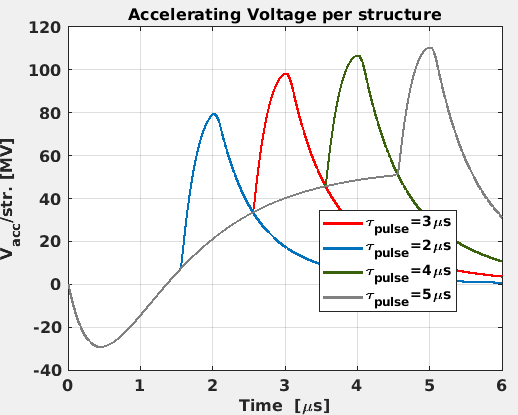 Accelerating Voltage per structure
V_acc/str. [MV]
120
100
80
60
40
20
0
-20
-40
τ_pulse=3μs
τ_pulse=2μs
τ_pulse=4μs
τ_pulse=5μs
0 1 2 3 4 5 6
Time [μs]